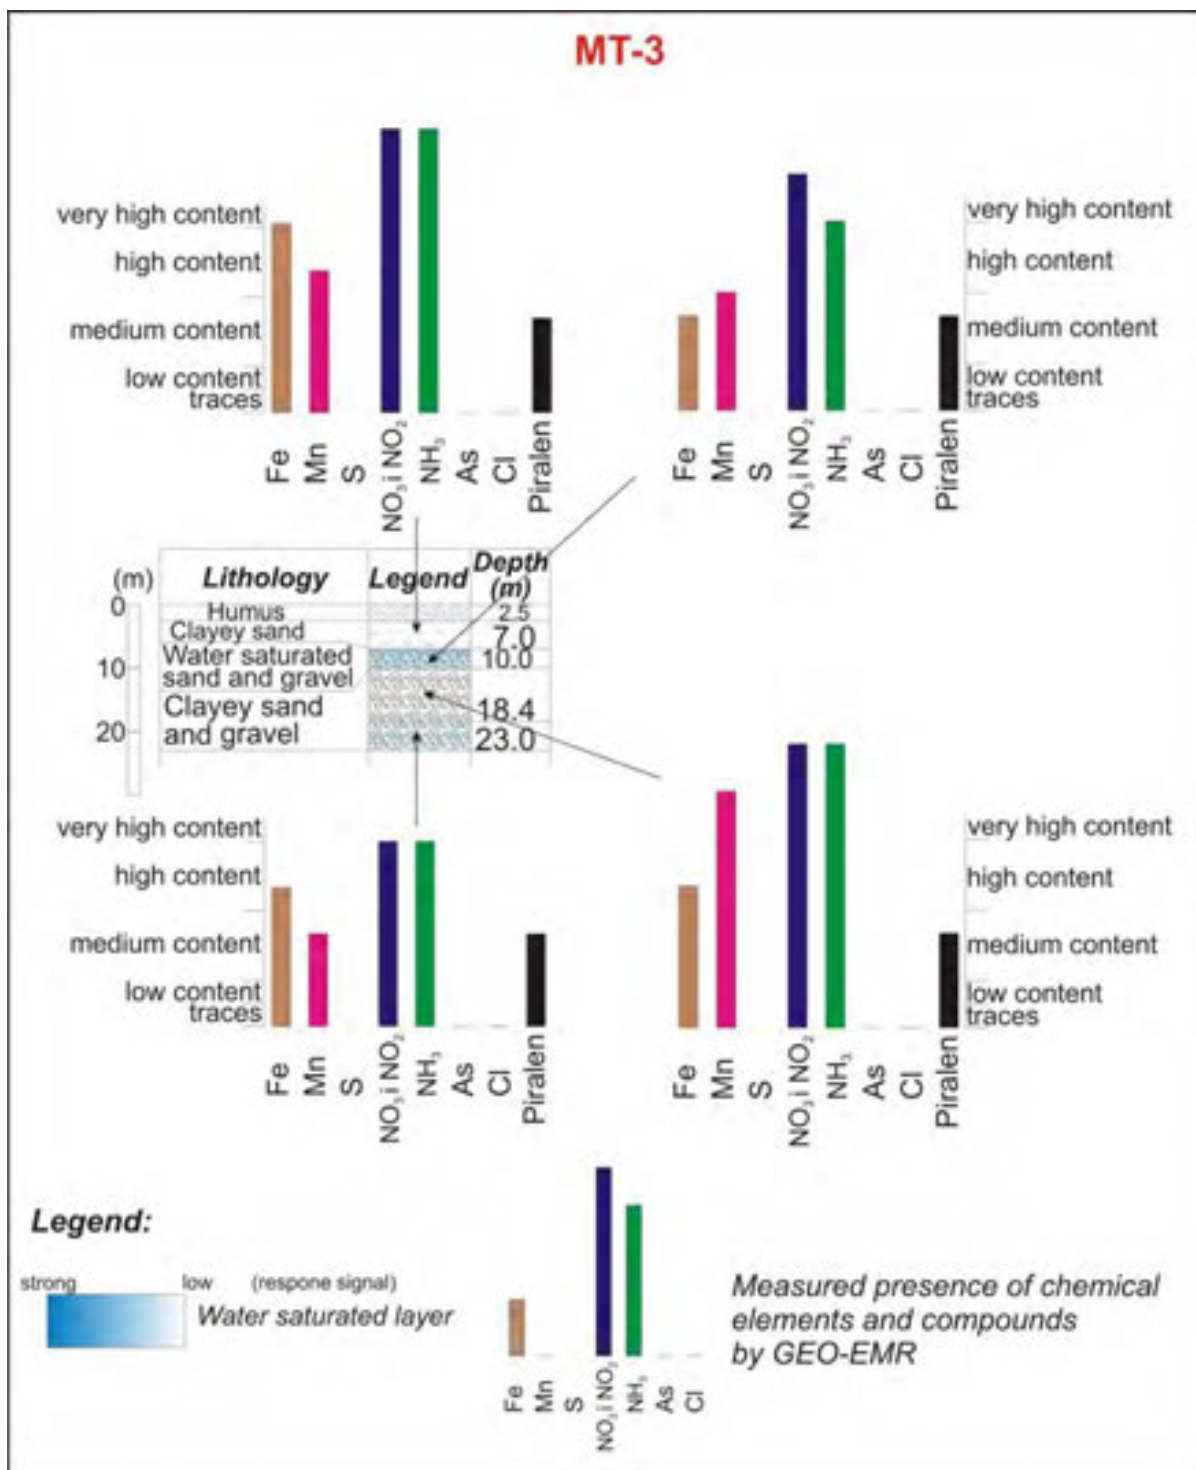 MT-3
very high content
high content
medium content
low content
traces
Fe
Mn
S
NO₃ i NO₂
NH₃
As
Cl
Piralen
very high content
high content
medium content
low content
traces
Fe
Mn
S
NO₃ i NO₂
NH₃
As
Cl
Piralen
(m)
0
10
20
Lithology
Legend
Depth
(m)
Humus
2.5
Clayey sand
7.0
Water saturated
sand and gravel
10.0
Clayey sand
and gravel
18.4
23.0
very high content
high content
medium content
low content
traces
Fe
Mn
S
NO₃ i NO₂
NH₃
As
Cl
Piralen
very high content
high content
medium content
low content
traces
Fe
Mn
S
NO₃ i NO₂
NH₃
As
Cl
Piralen
Legend:
strong
low
(respone signal)
Water saturated layer
Fe
Mn
S
NO₃ i NO₂
NH₃
As
Cl
Measured presence of chemical
elements and compounds
by GEO-EMR